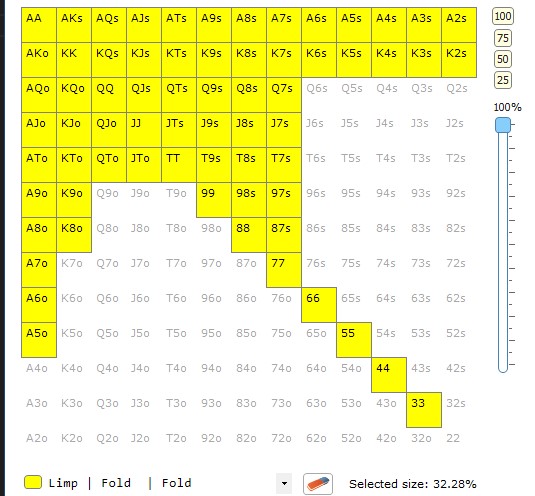 AA AKs AQs AJs ATs A9s A8s A7s A6s A5s A4s A3s A2s 100
AKo KK KQs KJs KTs K9s K8s K7s K6s K5s K4s K3s K2s 75
50
AQo KQo QQ QJs QTs Q9s Q8s Q7s Q6s Q5s Q4s Q3s Q2s 25
100%
AJo KJo QJo JJ JTs J9s J8s J7s J6s J5s J4s J3s J2s
ATo KTo QTo JTo TT T9s T8s T7s T6s T5s T4s T3s T2s
A9o K9o Q9o J9o T9o 99 98s 97s 96s 95s 94s 93s 92s
A8o K8o Q8o J8o T8o 98o 88 87s 86s 85s 84s 83s 82s
A7o K7o Q7o J7o T7o 97o 87o 77 76s 75s 74s 73s 72s
A6o K6o Q6o J6o T6o 96o 86o 76o 66 65s 64s 63s 62s
A5o K5o Q5o J5o T5o 95o 85o 75o 65o 55 54s 53s 52s
A4o K4o Q4o J4o T4o 94o 84o 74o 64o 54o 44 43s 42s
A3o K3o Q3o J3o T3o 93o 83o 73o 63o 53o 43o 33 32s
A2o K2o Q2o J2o T2o 92o 82o 72o 62o 52o 42o 32o 22
Limp | Fold | Fold Selected size: 32.28%